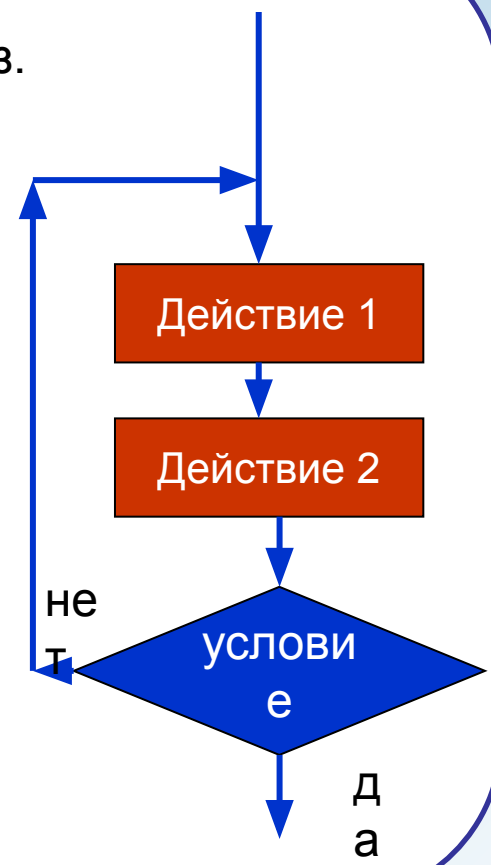 з.
Действие 1
Действие 2
не
т
услови
е
д
а